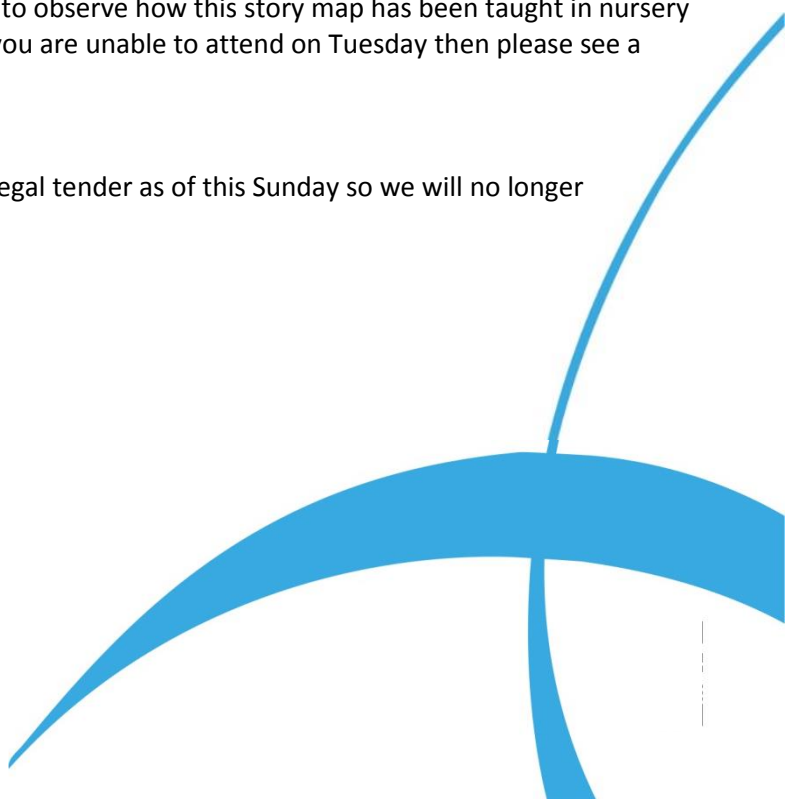 to observe how this story map has been taught in nursery
you are unable to attend on Tuesday then please see a
egal tender as of this Sunday so we will no longer